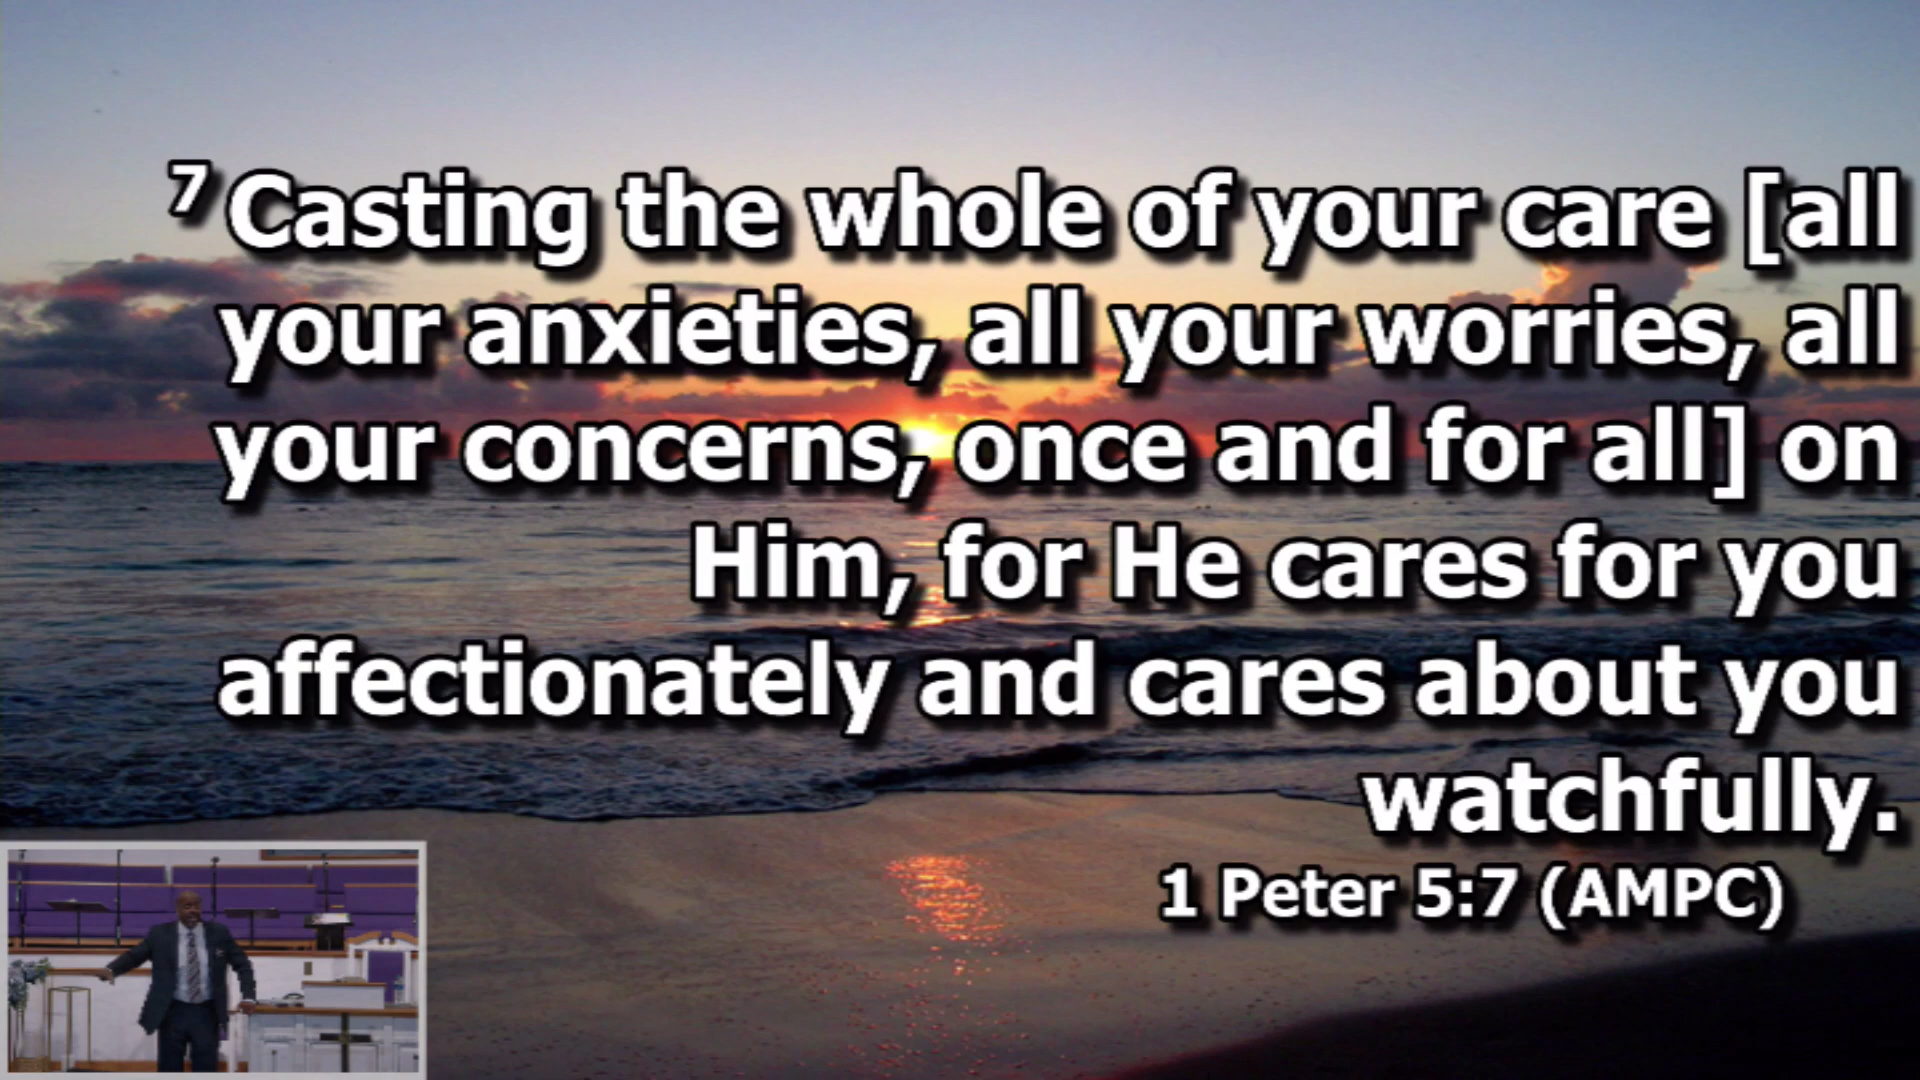 7 Casting the whole of your care [all
your anxieties, all your worries, all
your concerns, once and for all] on
Him, for He cares for you
affectionately and cares about you
watchfully.
1 Peter 5:7 (AMPC)